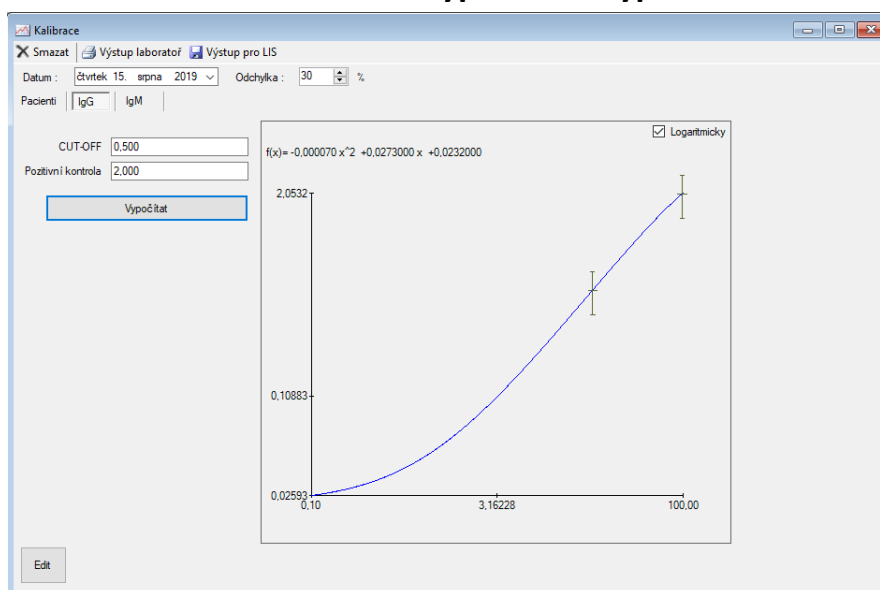 Kalibrace
Smazat Výstup laboratoř Výstup pro LIS
Datum : čtvrtek 15. srpna 2019 Odchylka : 30 %
Pacienti IgG IgM
Logaritmicky
CUT-OFF 0,500
f(x)= -0,000070 x^2 +0,0273000 x +0,0232000
Pozitivní kontrola 2,000
2,0532
Vypočítat
0,10883
0,02593
0,10 3,16228 100,00
Edit